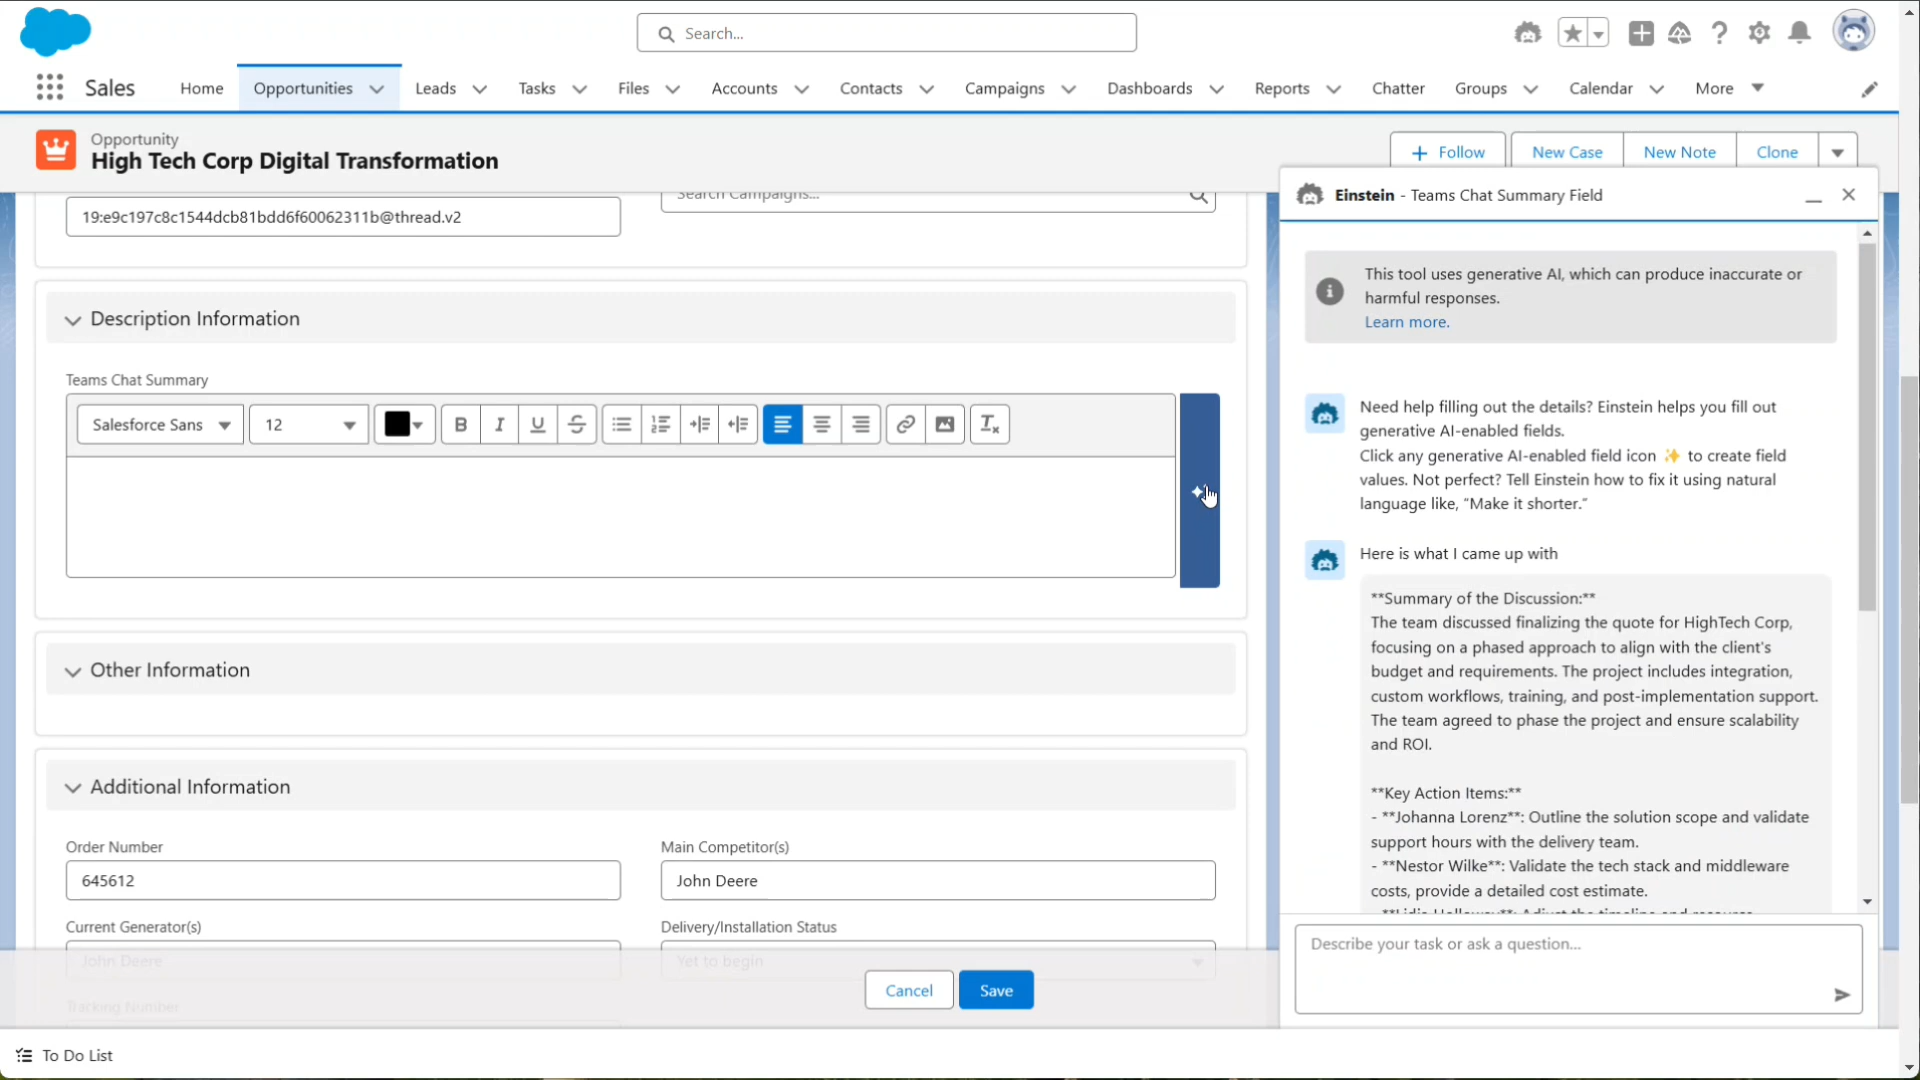 Search...
Sales
Home
Opportunities
Leads
Tasks
Files
Accounts
Contacts
Campaigns
Dashboards
Reports
Chatter
Groups
Calendar
More
Opportunity
High Tech Corp Digital Transformation
Follow
New Case
New Note
Clone
19:e9c197c8c1544dcb81bdd6f60062311b@thread.v2
Search Campaigns...
Description Information
Teams Chat Summary
Salesforce Sans
12
Other Information
Additional Information
Order Number
645612
Main Competitor(s)
John Deere
Current Generator(s)
John Deere
Delivery/Installation Status
Yet to begin
Tracking Number
Cancel
Save
To Do List
Einstein - Teams Chat Summary Field
This tool uses generative AI, which can produce inaccurate or
harmful responses.
Learn more.
Need help filling out the details? Einstein helps you fill out
generative AI-enabled fields.
Click any generative AI-enabled field icon ✨ to create field
values. Not perfect? Tell Einstein how to fix it using natural
language like, “Make it shorter.”
Here is what I came up with
**Summary of the Discussion:**
The team discussed finalizing the quote for HighTech Corp,
focusing on a phased approach to align with the client's
budget and requirements. The project includes integration,
custom workflows, training, and post-implementation support.
The team agreed to phase the project and ensure scalability
and ROI.
**Key Action Items:**
- **Johanna Lorenz**: Outline the solution scope and validate
support hours with the delivery team.
- **Nestor Wilke**: Validate the tech stack and middleware
costs, provide a detailed cost estimate.
Describe your task or ask a question...